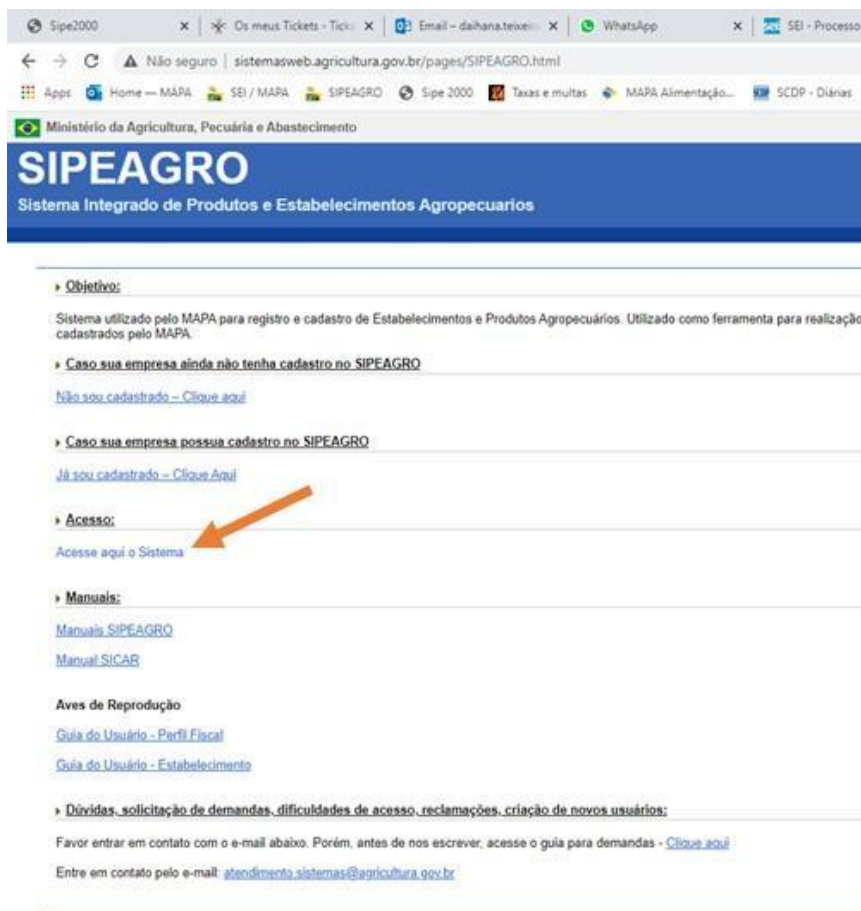 Sipe2000
Os meus Tickets - Ticke
Email – daihana.teixeir
WhatsApp
SEI - Processo
Não seguro | sistemasweb.agricultura.gov.br/pages/SIPEAGRO.html
Apps Home — MAPA SEI / MAPA SIPEAGRO Sipe 2000 Taxas e multas MAPA Alimentação... SCDP - Diárias
Ministério da Agricultura, Pecuária e Abastecimento
SIPEAGRO
Sistema Integrado de Produtos e Estabelecimentos Agropecuarios
Objetivo:
Sistema utilizado pelo MAPA para registro e cadastro de Estabelecimentos e Produtos Agropecuários. Utilizado como ferramenta para realização
cadastrados pelo MAPA.
Caso sua empresa ainda não tenha cadastro no SIPEAGRO
Não sou cadastrado – Clique aqui
Caso sua empresa possua cadastro no SIPEAGRO
Já sou cadastrado – Clique Aqui
Acesso:
Acesse aqui o Sistema
Manuais:
Manuais SIPEAGRO
Manual SICAR
Aves de Reprodução
Guia do Usuário - Perfil Fiscal
Guia do Usuário - Estabelecimento
Dúvidas, solicitação de demandas, dificuldades de acesso, reclamações, criação de novos usuários:
Favor entrar em contato com o e-mail abaixo. Porém, antes de nos escrever, acesse o guia para demandas - Clique aqui
Entre em contato pelo e-mail: atendimento.sistemas@agricultura.gov.br